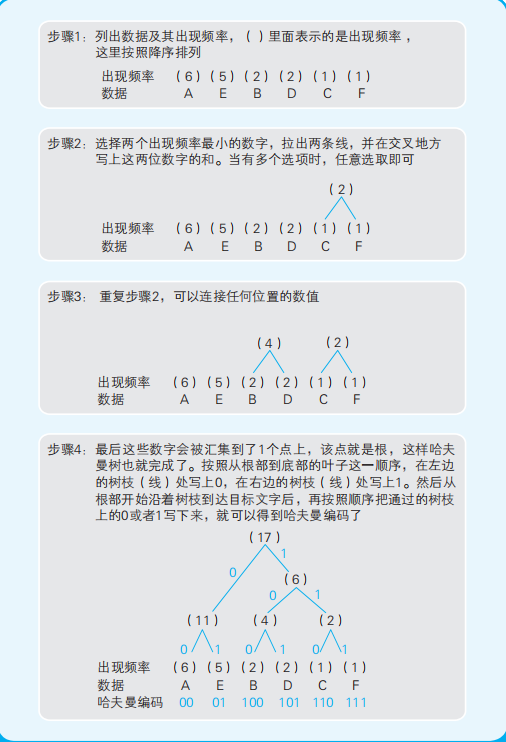 步骤1： 列出数据及其出现频率，（ ）里面表示的是出现频率，
这里按照降序排列
出现频率 （6）（5）（2）（2）（1）（1）
数据 A E B D C F
步骤2： 选择两个出现频率最小的数字，拉出两条线，并在交叉地方
写上这两位数字的和。当有多个选项时，任意选取即可
（2）
出现频率 （6）（5）（2）（2）（1）（1）
数据 A E B D C F
步骤3： 重复步骤2，可以连接任何位置的数值
（4） （2）
出现频率 （6）（5）（2）（2）（1）（1）
数据 A E B D C F
步骤4： 最后这些数字会被汇集到了1个点上，该点就是根，这样哈夫
曼树也就完成了。按照从根部到底部的叶子这一顺序，在左边
的树枝（线）处写上0，在右边的树枝（线）处写上1。然后从
根部开始沿着树枝到达目标文字后，再按照顺序把通过的树枝
上的0或者1写下来，就可以得到哈夫曼编码了
（17）
1
0
（6）
0 1
（11） （4） （2）
0 1 0 1 0 1
出现频率 （6）（5）（2）（2）（1）（1）
数据 A E B D C F
哈夫曼编码 00 01 100 101 110 111